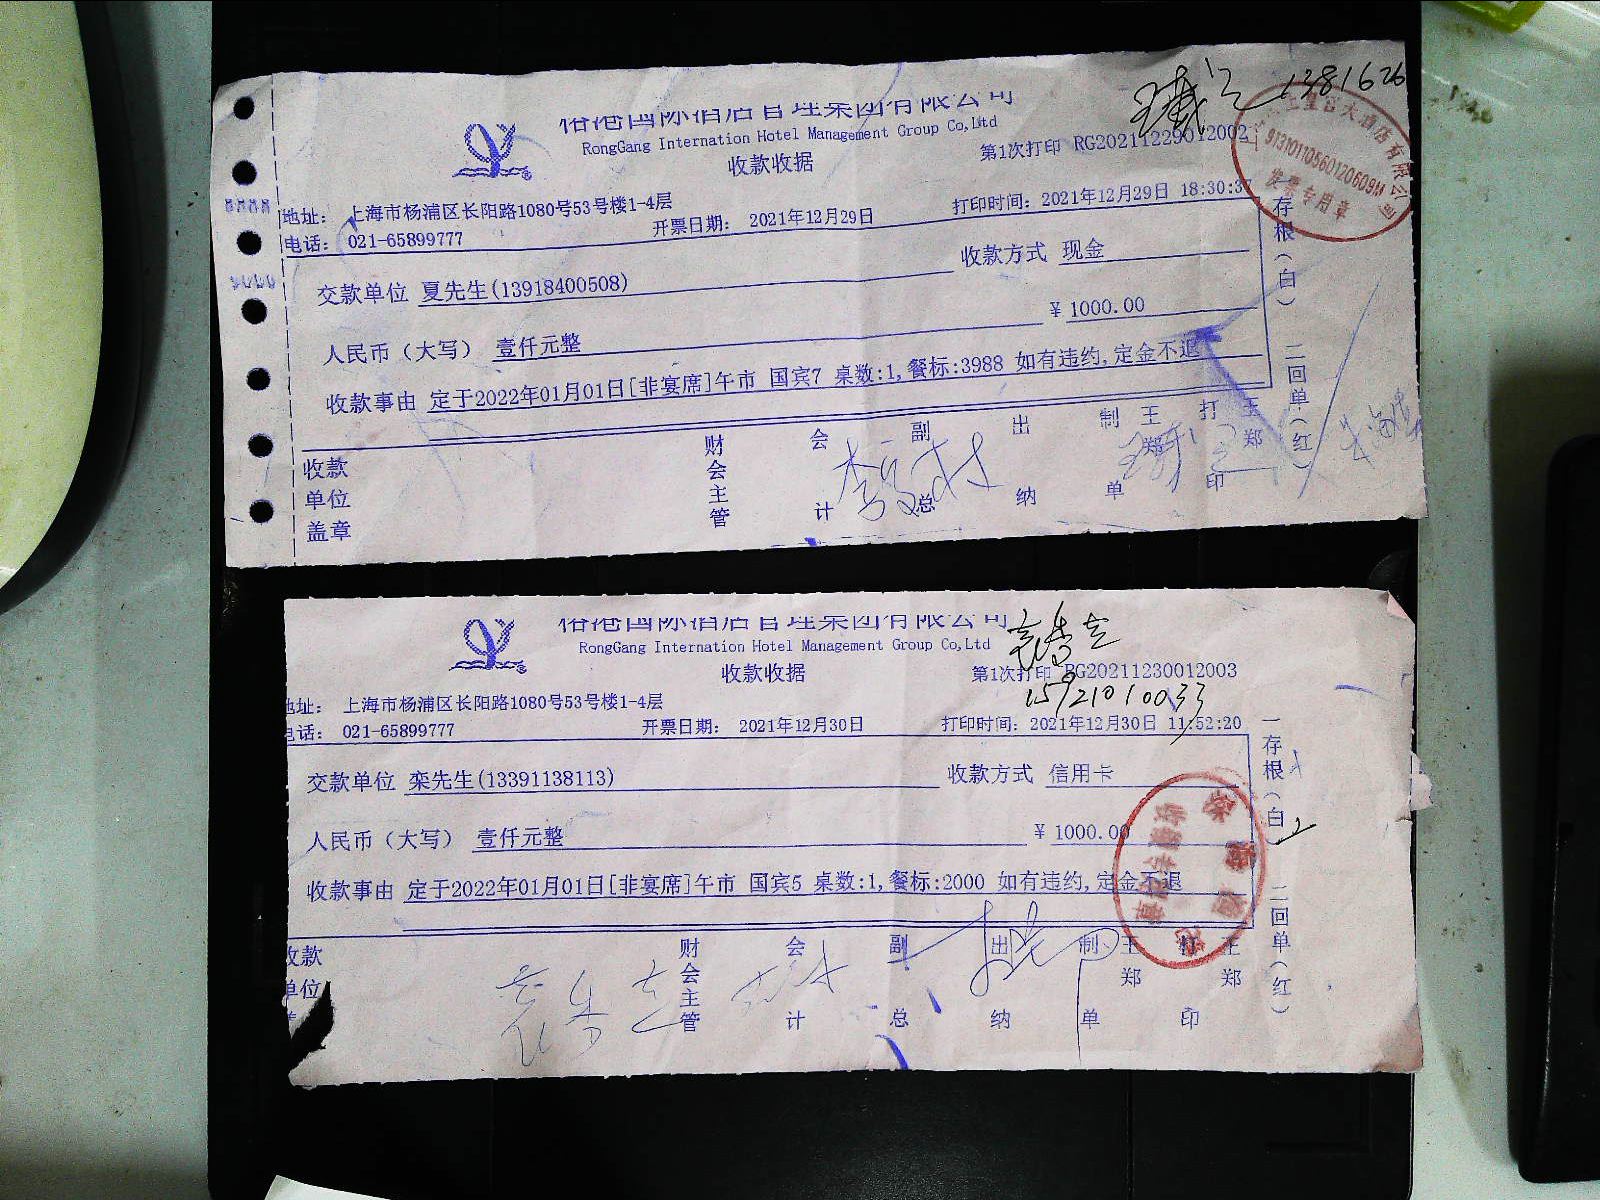 港国际酒店管理集团有限公司
RongGang Internation Hotel Management Group Co,Ltd
收款收据
第1次打印 RG20211229012002
1381626
地址： 上海市杨浦区长阳路1080号53号楼1-4层
电话： 021-65899777
开票日期： 2021年12月29日
打印时间：2021年12月29日 18:30:37
大酒店有限公司
91310110560120609M
发票专用章
交款单位 夏先生(13918400508)
收款方式 现金
人民币（大写） 壹仟元整
¥ 1000.00
收款事由 定于2022年01月01日[非宴席]午市 国宾7 桌数:1,餐标:3988 如有违约,定金不退
存根（白） 二回单（红）
收款单位盖章
财会主管
会计
副总
出纳
制单
王郑
打印
王郑
港国际酒店管理集团有限公司
RongGang Internation Hotel Management Group Co,Ltd
收款收据
第1次打印 RG20211230012003
15921010033
地址： 上海市杨浦区长阳路1080号53号楼1-4层
电话： 021-65899777
开票日期： 2021年12月30日
打印时间：2021年12月30日 11:52:20
交款单位 栾先生(13391138113)
收款方式 信用卡
人民币（大写） 壹仟元整
¥ 1000.00
收款事由 定于2022年01月01日[非宴席]午市 国宾5 桌数:1,餐标:2000 如有违约,定金不退
一存根（白） 二回单（红）
收款单位
财会主管
会计
副总
出纳
制单
王郑
印
王郑